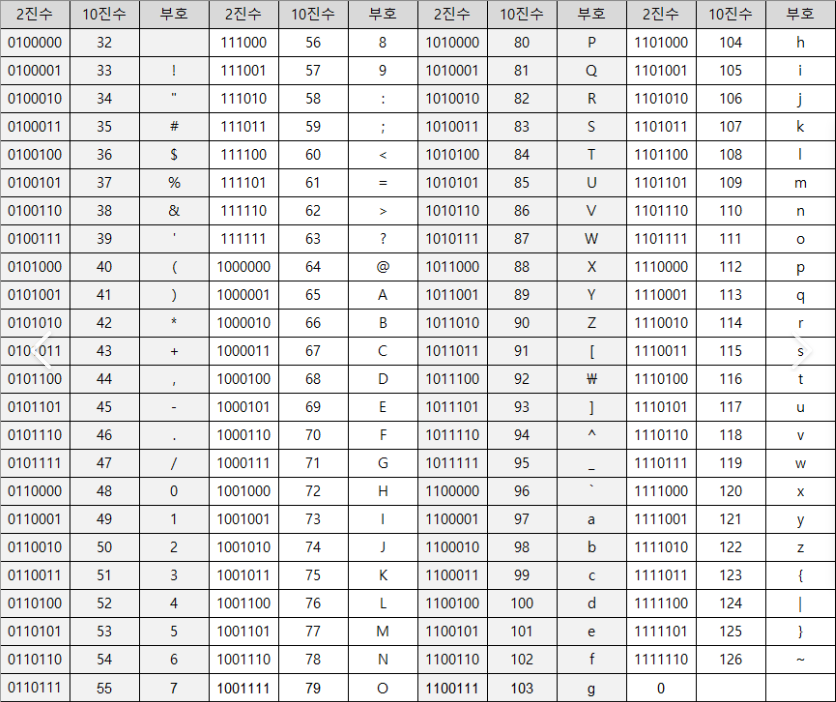 2진수 10진수 부호 2진수 10진수 부호 2진수 10진수 부호 2진수 10진수 부호
0100000 32 111000 56 8 1010000 80 P 1101000 104 h
0100001 33 ! 111001 57 9 1010001 81 Q 1101001 105 i
0100010 34 " 111010 58 : 1010010 82 R 1101010 106 j
0100011 35 # 111011 59 ; 1010011 83 S 1101011 107 k
0100100 36 $ 111100 60 < 1010100 84 T 1101100 108 l
0100101 37 % 111101 61 = 1010101 85 U 1101101 109 m
0100110 38 & 111110 62 > 1010110 86 V 1101110 110 n
0100111 39 ' 111111 63 ? 1010111 87 W 1101111 111 o
0101000 40 ( 1000000 64 @ 1011000 88 X 1110000 112 p
0101001 41 ) 1000001 65 A 1011001 89 Y 1110001 113 q
0101010 42 * 1000010 66 B 1011010 90 Z 1110010 114 r
0101011 43 + 1000011 67 C 1011011 91 [ 1110011 115 s
0101100 44 , 1000100 68 D 1011100 92 ₩ 1110100 116 t
0101101 45 - 1000101 69 E 1011101 93 ] 1110101 117 u
0101110 46 . 1000110 70 F 1011110 94 ^ 1110110 118 v
0101111 47 / 1000111 71 G 1011111 95 _ 1110111 119 w
0110000 48 0 1001000 72 H 1100000 96 ` 1111000 120 x
0110001 49 1 1001001 73 I 1100001 97 a 1111001 121 y
0110010 50 2 1001010 74 J 1100010 98 b 1111010 122 z
0110011 51 3 1001011 75 K 1100011 99 c 1111011 123 {
0110100 52 4 1001100 76 L 1100100 100 d 1111100 124 |
0110101 53 5 1001101 77 M 1100101 101 e 1111101 125 }
0110110 54 6 1001110 78 N 1100110 102 f 1111110 126 ~
0110111 55 7 1001111 79 O 1100111 103 g 0